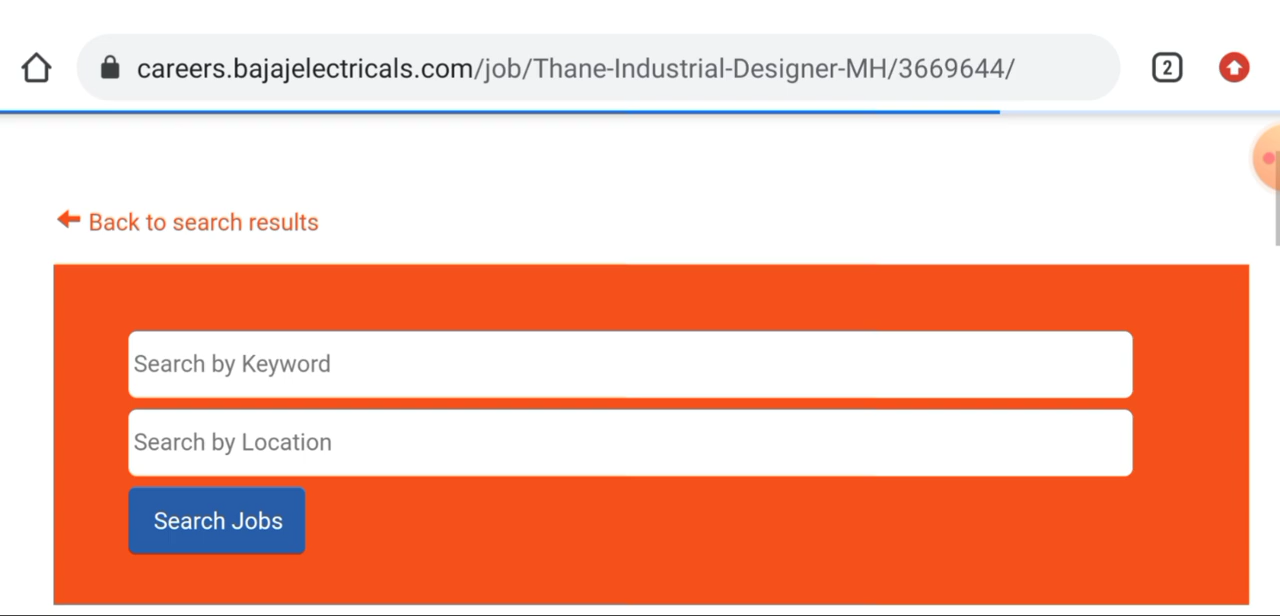 careers.bajajelectricals.com/job/Thane-Industrial-Designer-MH/3669644/
2
Back to search results
Search by Keyword
Search by Location
Search Jobs